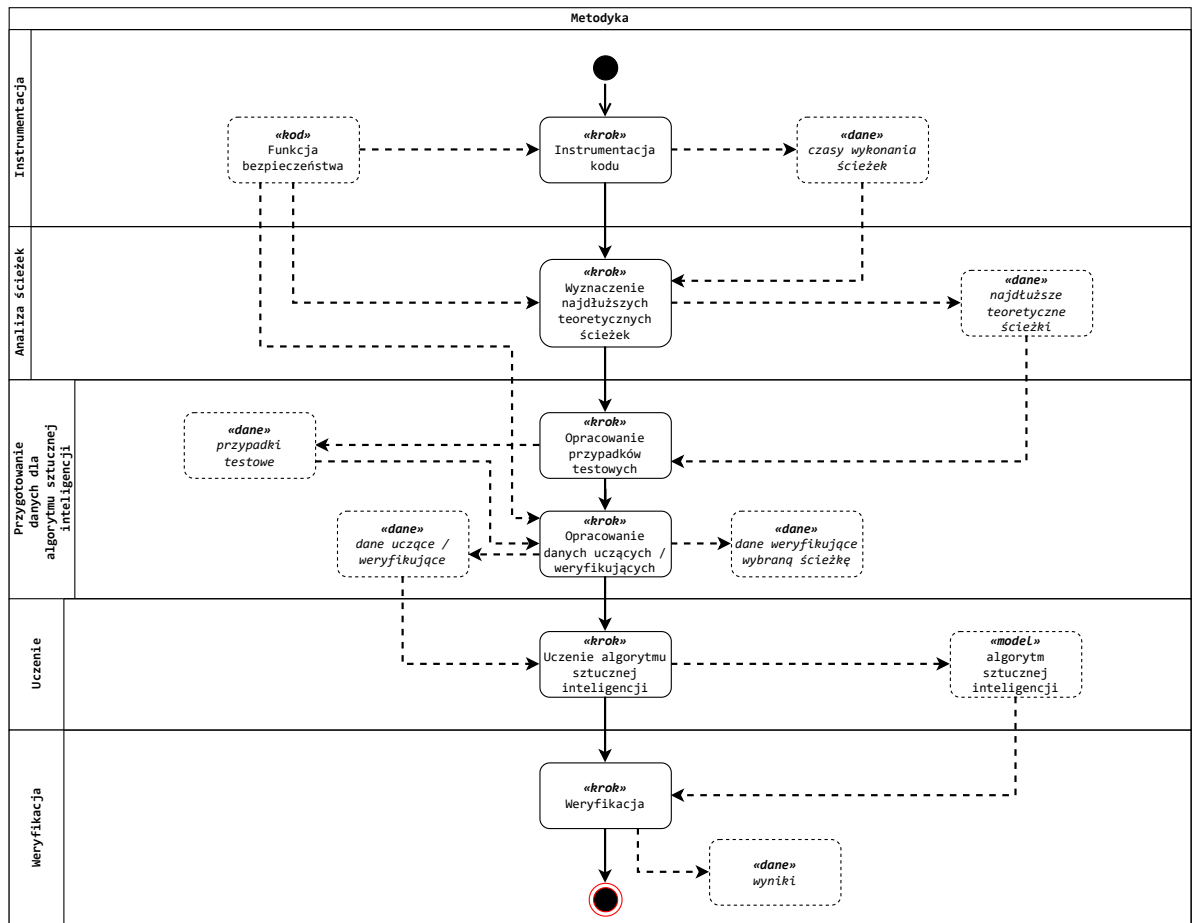 Metodyka
Instrumentacja
«kod»
Funkcja
bezpieczeństwa
«krok»
Instrumentacja
kodu
«dane»
czasy wykonania
ścieżek
Analiza ścieżek
«krok»
Wyznaczenie
najdłuższych
teoretycznych
ścieżek
«dane»
najdłuższe
teoretyczne
ścieżki
Przygotowanie
danych dla
algorytmu sztucznej
inteligencji
«dane»
przypadki
testowe
«krok»
Opracowanie
przypadków
testowych
«dane»
dane uczące /
weryfikujące
«krok»
Opracowanie
danych uczących /
weryfikujących
«dane»
dane weryfikujące
wybraną ścieżkę
Uczenie
«krok»
Uczenie algorytmu
sztucznej
inteligencji
«model»
algorytm
sztucznej
inteligencji
Weryfikacja
«krok»
Weryfikacja
«dane»
wyniki